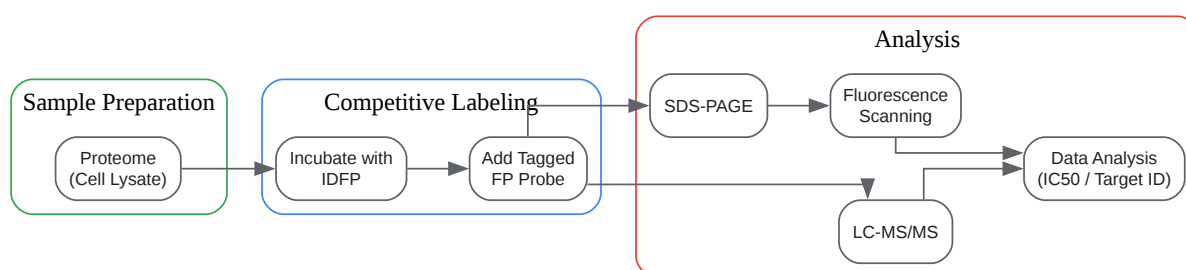 Sample Preparation
Proteome
(Cell Lysate)
Competitive Labeling
Incubate with
IDFP
Add Tagged
FP Probe
Analysis
SDS-PAGE
Fluorescence
Scanning
LC-MS/MS
Data Analysis
(IC50 / Target ID)